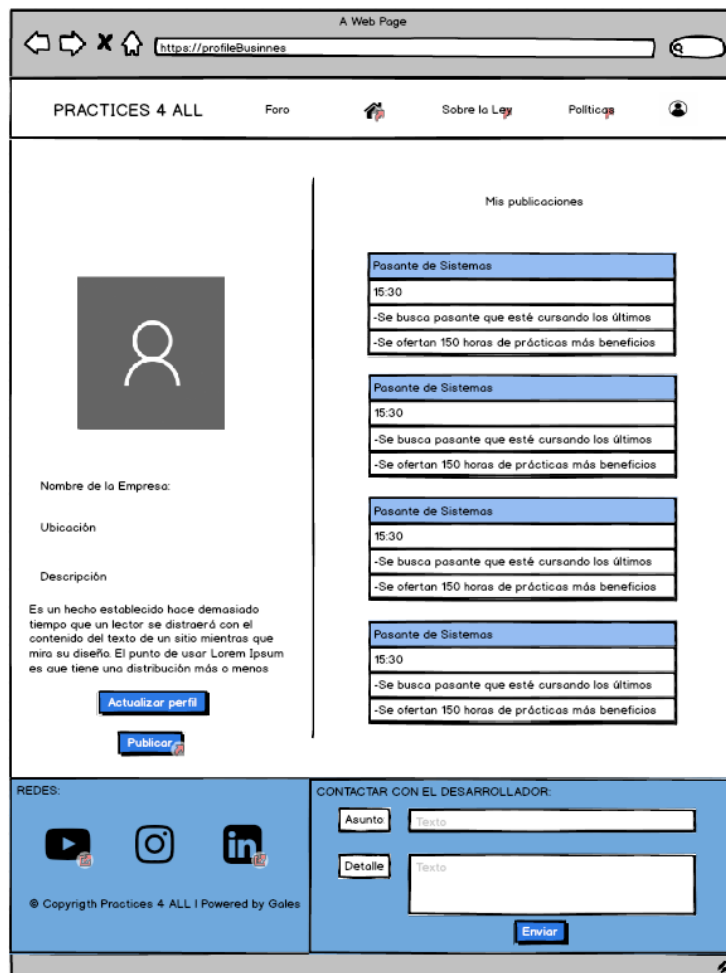 A Web Page
https://profileBusinnes
PRACTICES 4 ALL
Foro
Sobre la Ley
Políticas
Nombre de la Empresa:
Ubicación
Descripción
Es un hecho establecido hace demasiado
tiempo que un lector se distraerá con el
contenido del texto de un sitio mientras que
mira su diseño. El punto de usar Lorem Ipsum
es que tiene una distribución más o menos
Actualizar perfil
Publicar
Mis publicaciones
Pasante de Sistemas
15:30
-Se busca pasante que esté cursando los últimos
-Se ofertan 150 horas de prácticas más beneficios
Pasante de Sistemas
15:30
-Se busca pasante que esté cursando los últimos
-Se ofertan 150 horas de prácticas más beneficios
Pasante de Sistemas
15:30
-Se busca pasante que esté cursando los últimos
-Se ofertan 150 horas de prácticas más beneficios
Pasante de Sistemas
15:30
-Se busca pasante que esté cursando los últimos
-Se ofertan 150 horas de prácticas más beneficios
REDES:
in
© Copyrigth Practices 4 ALL | Powered by Gales
CONTACTAR CON EL DESARROLLADOR:
Asunto
Texto
Detalle
Texto
Enviar